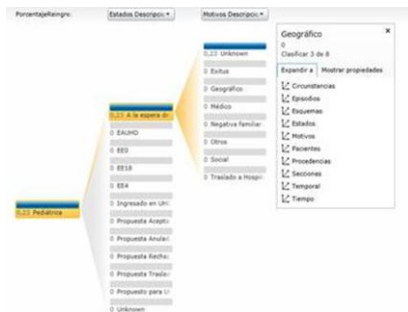 PorcentajeReingre:
Estados Descripci
Motivos Descripci
0,23 Unknown
0 Exitus
0 Geográfico
0 Médico
0 Negativa familiar
0 Otros
0 Social
0 Traslado a Hospi
0,23 A la espera de
0 EAUHD
0 EE0
0 EE18
0 EE4
0 Ingresado en UH
0 Propuesta Acepta
0 Propuesta Anulad
0 Propuesta Rechaz
0 Propuesta Traslad
0 Propuesto para U
0 Unknown
0,23 Pediátrica
Geográfico
0
Clasificar 3 de 8
Expandir a Mostrar propiedades
Circunstancias
Episodios
Esquemas
Estados
Motivos
Pacientes
Procedencias
Secciones
Temporal
Tiempo